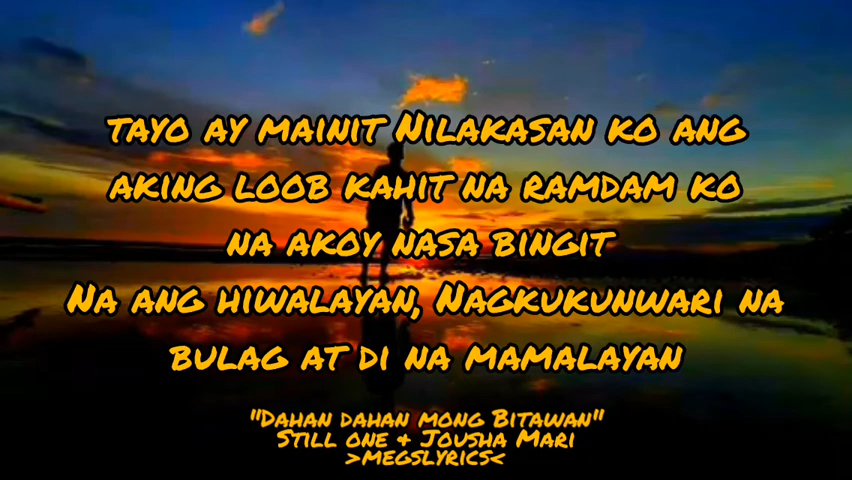 TAYO AY MAINIT NILAKASAN KO ANG
AKING LOOB KAHIT NA RAMDAM KO
NA AKOY NASA BINGIT
NA ANG HIWALAYAN, NAGKUKUNWARI NA
BULAG AT DI NA MAMALAYAN
"DAHAN DAHAN MONG BITAWAN"
STILL ONE & JOUSHA MARI
>MEGSLYRICS<